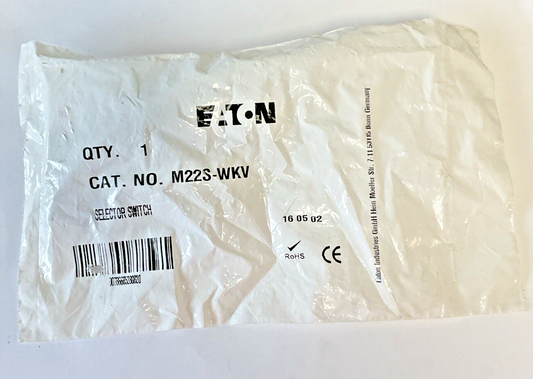 EATON
QTY. 1
CAT. NO. M22S-WKV
SELECTOR SWITCH
16 05 02
RoHS
CE
Eaton Industries GmbH Hein Moeller Str. 7-11 53115 Bonn Germany